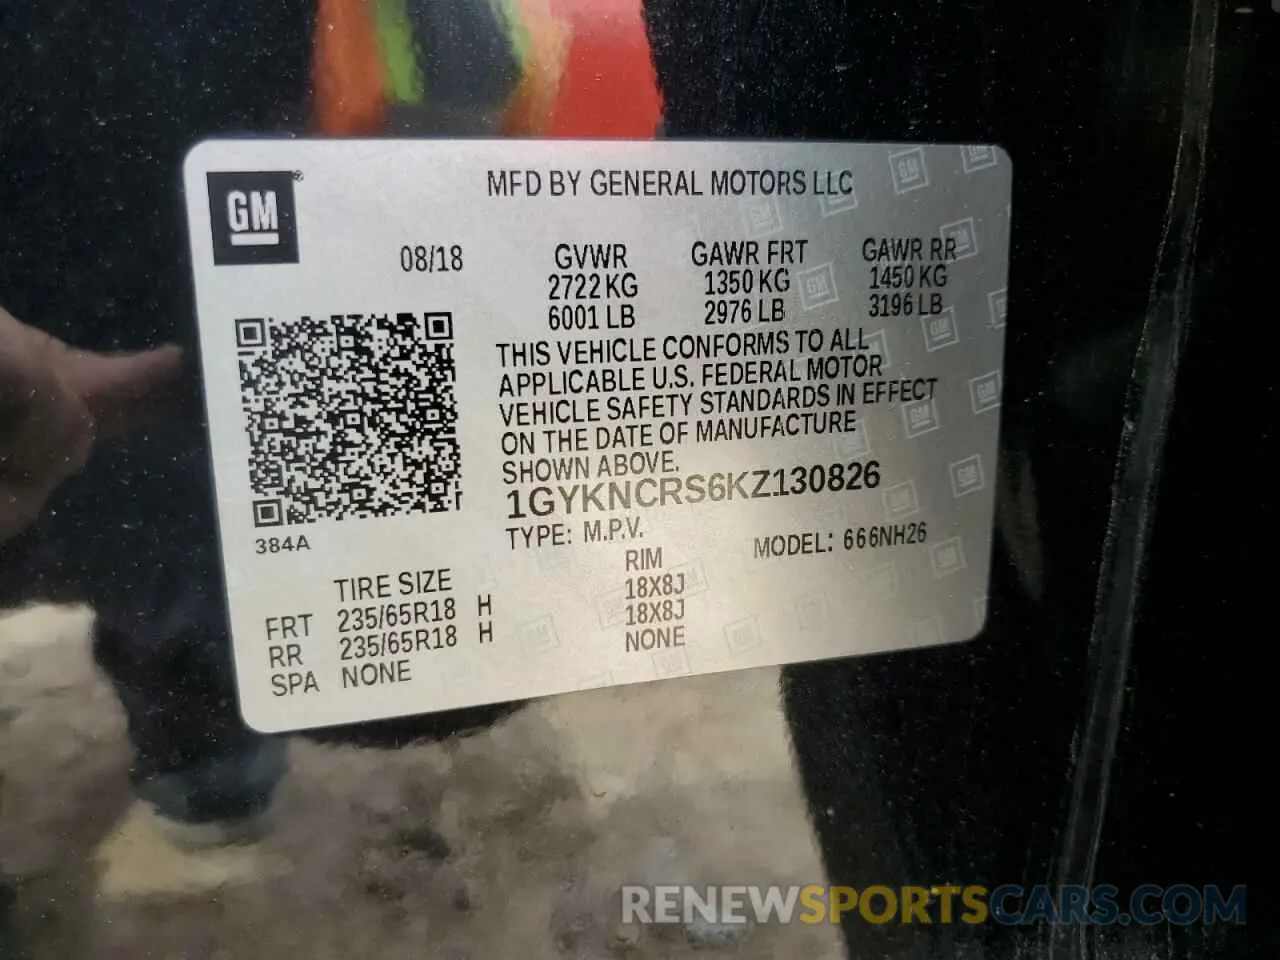 GM
MFD BY GENERAL MOTORS LLC
08/18
GVWR GAWR FRT GAWR RR
2722 KG 1350 KG 1450 KG
6001 LB 2976 LB 3196 LB
THIS VEHICLE CONFORMS TO ALL
APPLICABLE U.S. FEDERAL MOTOR
VEHICLE SAFETY STANDARDS IN EFFECT
ON THE DATE OF MANUFACTURE
SHOWN ABOVE.
1GYKNCRS6KZ130826
TYPE: M.P.V. MODEL: 666NH26
384A
TIRE SIZE RIM
FRT 235/65R18 H 18X8J
RR 235/65R18 H 18X8J
SPA NONE NONE
RENEWSPORTSCARS.COM